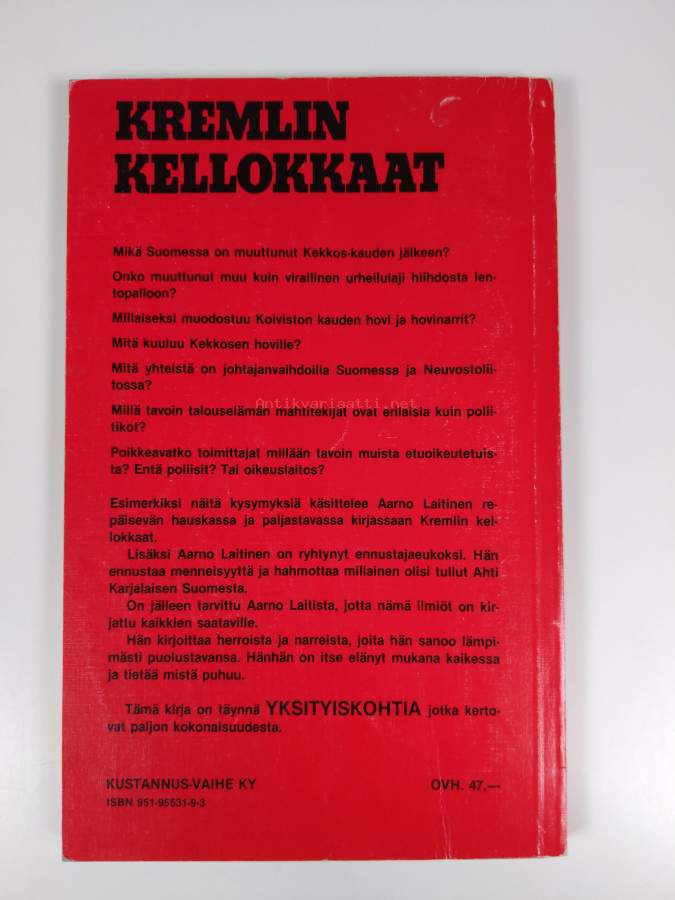 KREMLIN
KELLOKKAAT
Mikä Suomessa on muuttunut Kekkos-kauden jälkeen?
Onko muuttunut muu kuin virallinen urheilulaji hiihdosta len-
topalloon?
Millaiseksi muodostuu Koiviston kauden hovi ja hovinarrit?
Mitä kuuluu Kekkosen hoville?
Mitä yhteistä on johtajanvaihdoilla Suomessa ja Neuvostolii-
tossa?
Antikvariaatti.net
Millä tavoin talouselämän mahtitekijät ovat erilaisia kuin polii-
tikot?
Poikkeavatko toimittajat millään tavoin muista etuoikeutetuis-
ta? Entä poliisit? Tai oikeuslaitos?
Esimerkiksi näitä kysymyksiä käsittelee Aarno Laitinen re-
päisevän hauskassa ja paljastavassa kirjassaan Kremlin kel-
lokkaat.
Lisäksi Aarno Laitinen on ryhtynyt ennustajaeukoksi. Hän
ennustaa menneisyyttä ja hahmottaa millainen olisi tullut Ahti
Karjalaisen Suomesta.
On jälleen tarvittu Aarno Laitista, jotta nämä ilmiöt on kir-
jattu kaikkien saataville.
Hän kirjoittaa herroista ja narreista, joita hän sanoo lämpi-
mästi puolustavansa. Hänhän on itse elänyt mukana kaikessa
ja tietää mistä puhuu.
Tämä kirja on täynnä YKSITYISKOHTIA jotka kerto-
vat paljon kokonaisuudesta.
KUSTANNUS-VAIHE KY OVH. 47,—
ISBN 951-95531-9-3